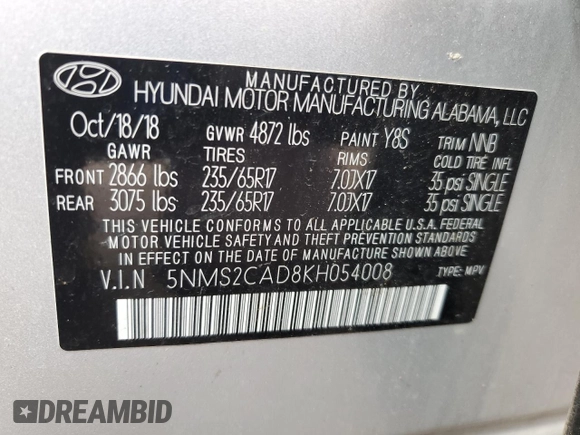 MANUFACTURED BY
HYUNDAI MOTOR MANUFACTURING ALABAMA, LLC
Oct/18/18 GVWR 4872 lbs PAINT Y8S TRIM NNB
GAWR TIRES RIMS COLD TIRE INFL
FRONT 2866 lbs 235/65R17 7.0JX17 35 psi SINGLE
REAR 3075 lbs 235/65R17 7.0JX17 35 psi SINGLE
THIS VEHICLE CONFORMS TO ALL APPLICABLE U.S.A. FEDERAL
MOTOR VEHICLE SAFETY AND THEFT PREVENTION STANDARDS
IN EFFECT ON THE DATE OF MANUFACTURE SHOWN ABOVE
V.I.N 5NMS2CAD8KH054008 TYPE: MPV
DREAMBID